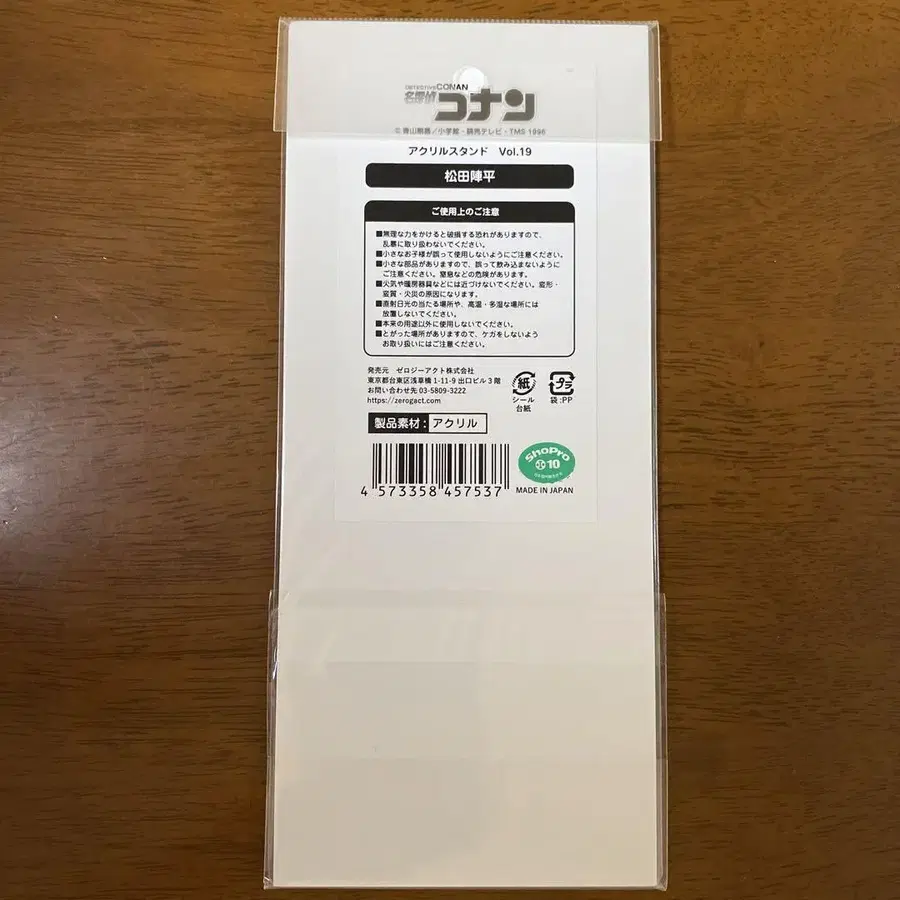 DETECTIVE CONAN
名探偵コナン
© 青山剛昌/小学館・読売テレビ・TMS 1996
アクリルスタンド Vol.19
松田陣平
ご使用上のご注意
■無理な力をかけると破損する恐れがありますので、
乱暴に取り扱わないでください。
■小さなお子様が誤って使用しないようにご注意ください。
■小さな部品がありますので、誤って飲み込まないように
ご注意ください。窒息などの危険があります。
■火気や暖房器具などには近づけないでください。変形・
変質・火災の原因になります。
■直射日光の当たる場所や、高温・多湿な場所には
放置しないでください。
■本来の用途以外に使用しないでください。
■とがった場所がありますので、ケガをしないよう
お取り扱いにはご注意ください。
発売元 ゼロジーアクト株式会社
東京都台東区浅草橋 1-11-9 出口ビル 3 階
お問い合わせ先 03-5809-3222
https://zerogact.com
紙
シール
台紙
プラ
袋:PP
製品素材: アクリル
4 573358 457537
ShoPro
10
MADE IN JAPAN